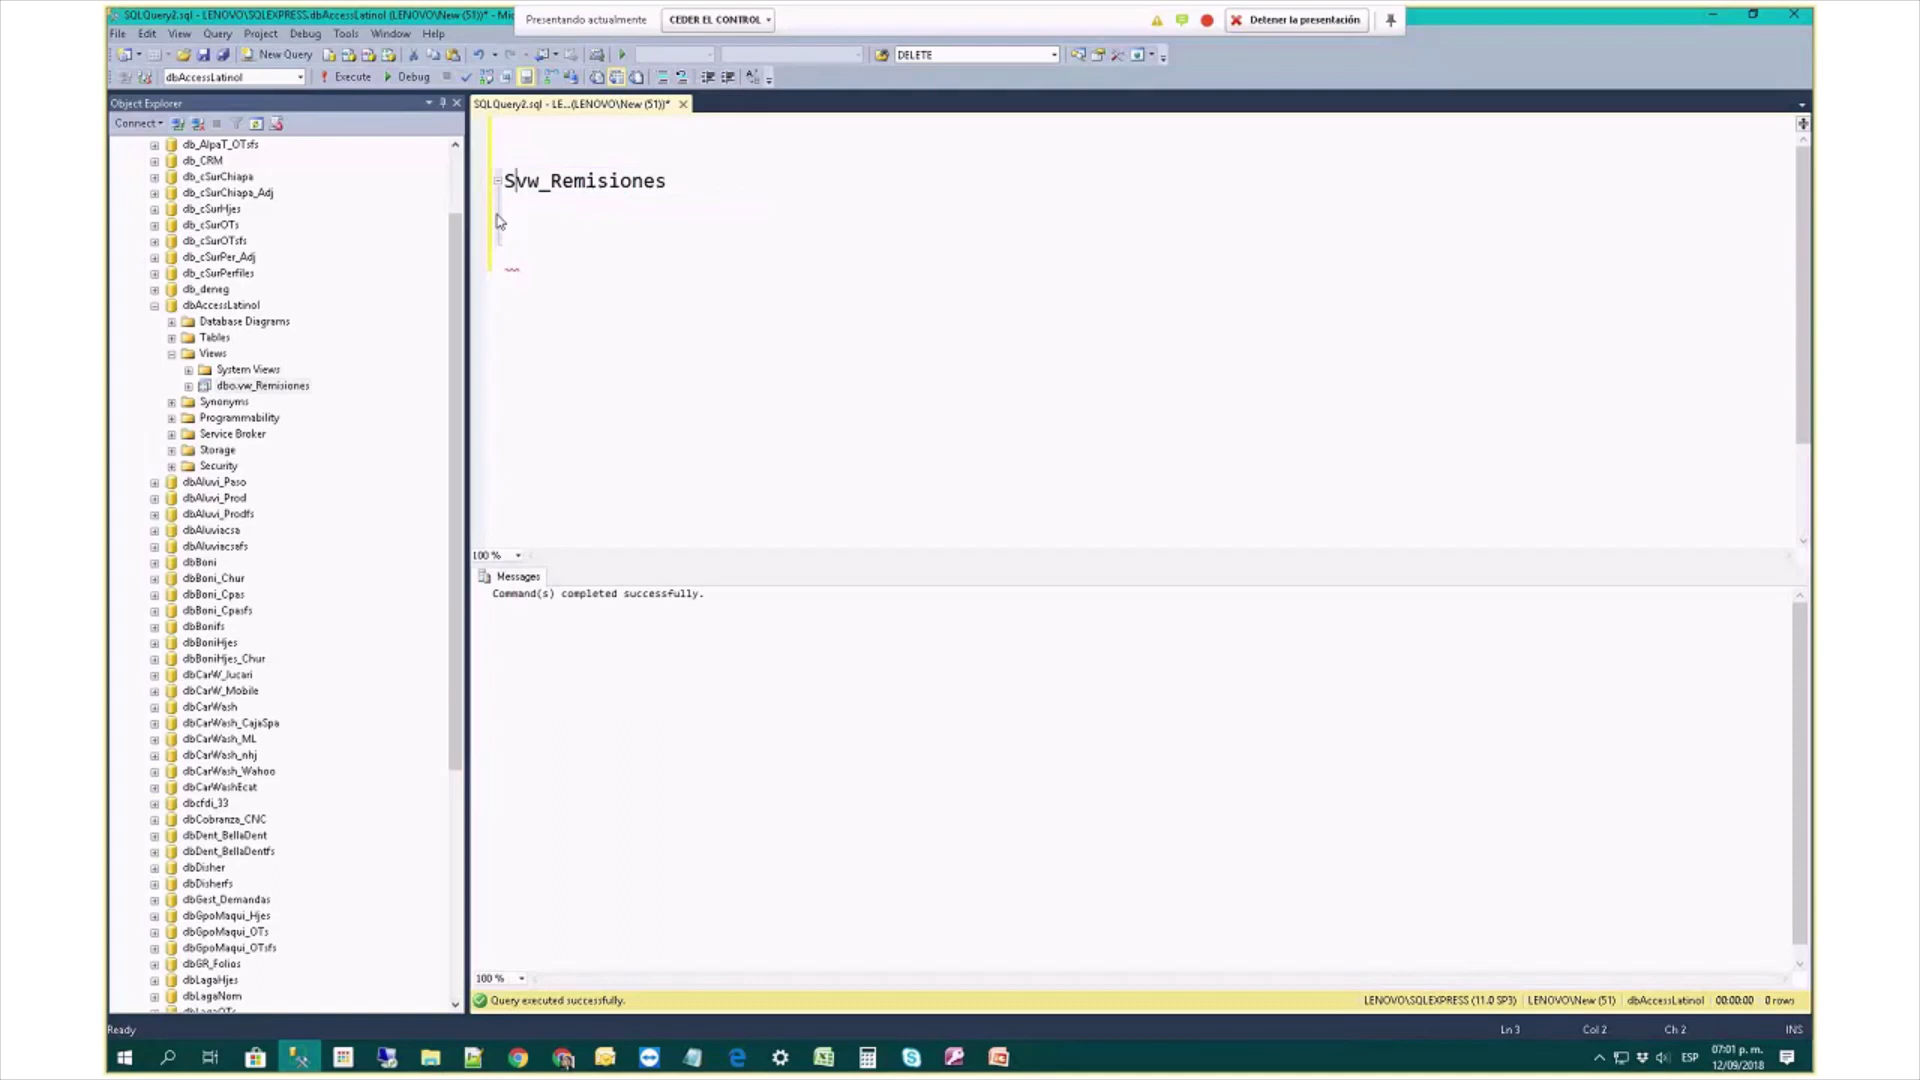 SQLQuery2.sql - LENOVO\SQLEXPRESS.dbAccessLatinol (LENOVO\New (51))* - Mic
Presentando actualmente
CEDER EL CONTROL
Detener la presentación
File Edit View Query Project Debug Tools Window Help
New Query
DELETE
dbAccessLatinol
Execute
Debug
Object Explorer
SQLQuery2.sql - LE...(LENOVO\New (51))*
Connect
db_AlpaT_OTsfs
db_CRM
db_cSurChiapa
db_cSurChiapa_Adj
db_cSurHjes
db_cSurOTs
db_cSurOTsfs
db_cSurPer_Adj
db_cSurPerfiles
db_deneg
dbAccessLatinol
Database Diagrams
Tables
Views
System Views
dbo.vw_Remisiones
Synonyms
Programmability
Service Broker
Storage
Security
dbAluvi_Paso
dbAluvi_Prod
dbAluvi_Prodfs
dbAluviacsa
dbAluviacsafs
dbBoni
dbBoni_Chur
dbBoni_Cpas
dbBoni_Cpasfs
dbBonifs
dbBoniHjes
dbBoniHjes_Chur
dbCarW_Jucari
dbCarW_Mobile
dbCarWash
dbCarWash_CajaSpa
dbCarWash_ML
dbCarWash_nhj
dbCarWash_Wahoo
dbCarWashEcat
dbcfdi_33
dbCobranza_CNC
dbDent_BellaDent
dbDent_BellaDentfs
dbDisher
dbDisherfs
dbGest_Demandas
dbGpoMaqui_Hjes
dbGpoMaqui_OTs
dbGpoMaqui_OTsfs
dbGR_Folios
dbLagaHjes
dbLagaNom
dbLagaOTs
Svw_Remisiones
100 %
Messages
Command(s) completed successfully.
100 %
Query executed successfully.
LENOVO\SQLEXPRESS (11.0 SP3)
LENOVO\New (51)
dbAccessLatinol
00:00:00
0 rows
Ready
Ln 3
Col 2
Ch 2
INS
ESP
07:01 p. m.
12/09/2018